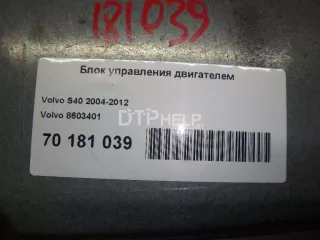 181039
Блок управления двигателем
Volvo S40 2004-2012
Volvo 8603401
DTPHELP
70 181 039